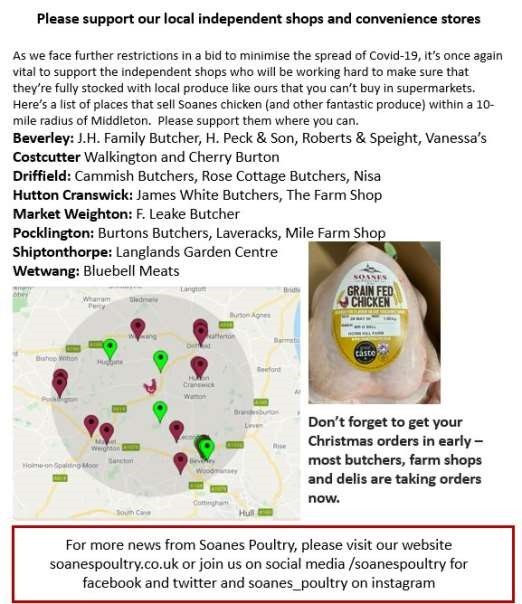 Please support our local independent shops and convenience stores
As we face further restrictions in a bid to minimise the spread of Covid-19, it's once again
vital to support the independent shops who will be working hard to make sure that
they're fully stocked with local produce like ours that you can't buy in supermarkets.
Here's a list of places that sell Soanes chicken (and other fantastic produce) within a 10-
mile radius of Middleton.  Please support them where you can.
Beverley: J.H. Family Butcher, H. Peck & Son, Roberts & Speight, Vanessa's
Costcutter Walkington and Cherry Burton
Driffield: Cammish Butchers, Rose Cottage Butchers, Nisa
Hutton Cranswick: James White Butchers, The Farm Shop
Market Weighton: F. Leake Butcher
Pocklington: Burtons Butchers, Laveracks, Mile Farm Shop
Shiptonthorpe: Langlands Garden Centre
Wetwang: Bluebell Meats
Langtoft
Wharram
Percy
Sledmere
Burton Agnes
Wetwang
Nafferton
Driffield
Bishop Wilton
Huggate
Beeford
Hutton
Cranswick
Watton
Pocklington
Brandesburton
Leven
Market
Weighton
Leconfield
Rise
Holme-on-Spalding-Moor
Sancton
Beverley
Woodmansey
Cottingham
South Cave
Hull
SOANES
GRAIN FED
CHICKEN
taste
Don't forget to get your
Christmas orders in early –
most butchers, farm shops
and delis are taking orders
now.
For more news from Soanes Poultry, please visit our website
soanespoultry.co.uk or join us on social media /soanespoultry for
facebook and twitter and soanes_poultry on instagram